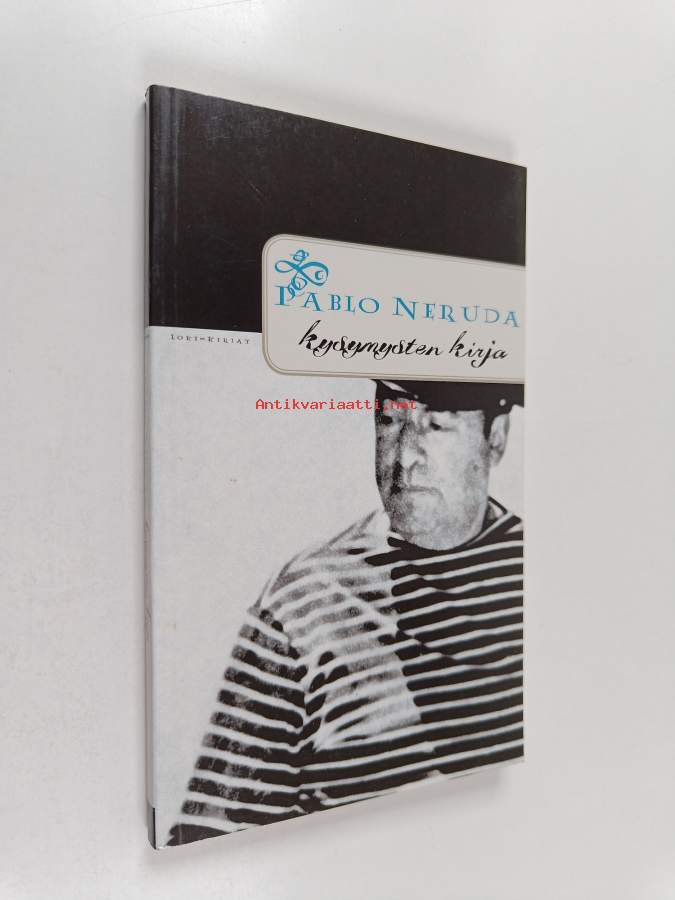 PABLO NERUDA
LOKI-KIRJAT
kysymysten kirja
Antikvariaatti.net